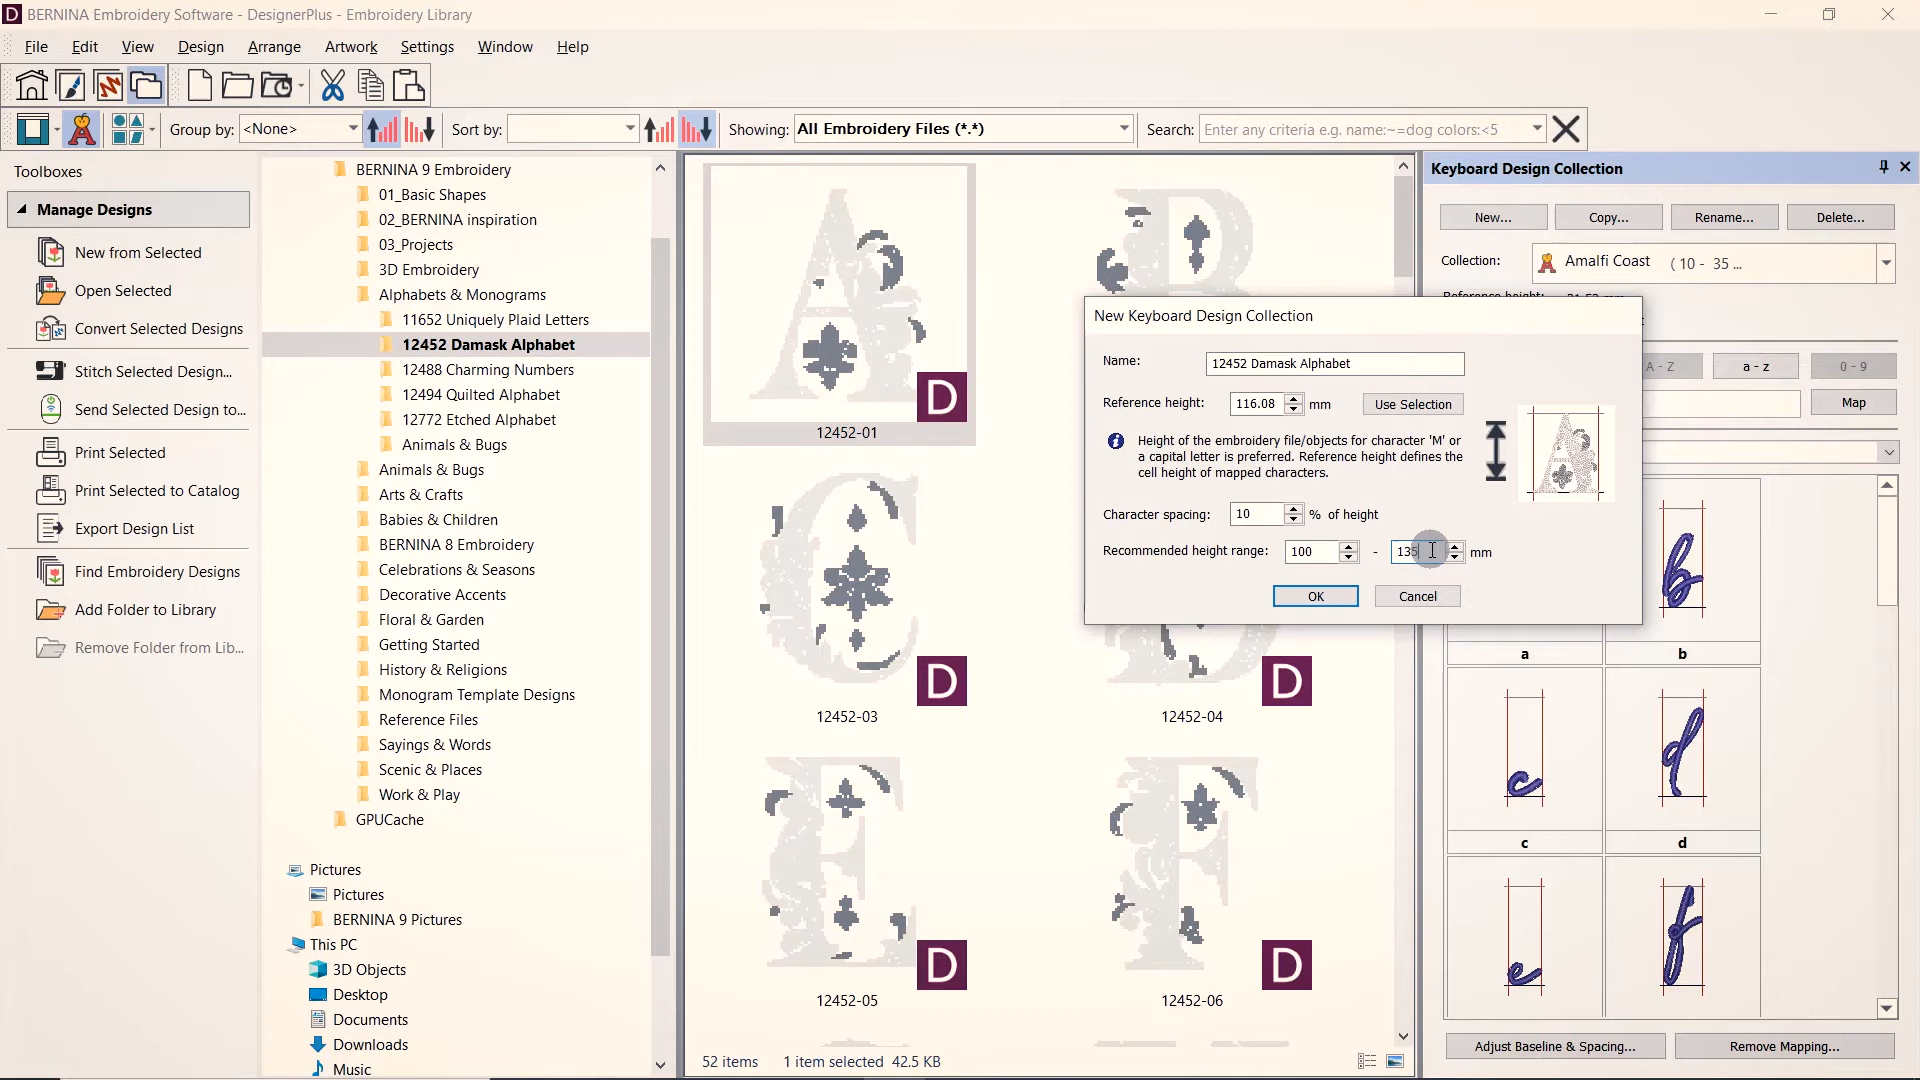 BERNINA Embroidery Software - DesignerPlus - Embroidery Library
File Edit View Design Arrange Artwork Settings Window Help
Group by: <None> Sort by: Showing: All Embroidery Files (*.*) Search: Enter any criteria e.g. name:~=dog colors:<5
Toolboxes
Manage Designs
New from Selected
Open Selected
Convert Selected Designs
Stitch Selected Design...
Send Selected Design to...
Print Selected
Print Selected to Catalog
Export Design List
Find Embroidery Designs
Add Folder to Library
Remove Folder from Lib...
BERNINA 9 Embroidery
01_Basic Shapes
02_BERNINA inspiration
03_Projects
3D Embroidery
Alphabets & Monograms
11652 Uniquely Plaid Letters
12452 Damask Alphabet
12488 Charming Numbers
12494 Quilted Alphabet
12772 Etched Alphabet
Animals & Bugs
Animals & Bugs
Arts & Crafts
Babies & Children
BERNINA 8 Embroidery
Celebrations & Seasons
Decorative Accents
Floral & Garden
Getting Started
History & Religions
Monogram Template Designs
Reference Files
Sayings & Words
Scenic & Places
Work & Play
GPUCache
Pictures
Pictures
BERNINA 9 Pictures
This PC
3D Objects
Desktop
Documents
Downloads
Music
D
12452-01
D
12452-03
D
12452-04
D
12452-05
D
12452-06
52 items 1 item selected 42.5 KB
New Keyboard Design Collection
Name: 12452 Damask Alphabet
Reference height: 116.08 mm Use Selection
Height of the embroidery file/objects for character 'M' or
a capital letter is preferred. Reference height defines the
cell height of mapped characters.
Character spacing: 10 % of height
Recommended height range: 100 - 135 mm
OK Cancel
Keyboard Design Collection
New... Copy... Rename... Delete...
Collection: Amalfi Coast ( 10 - 35 ...
A - Z a - z 0 - 9
Map
a b
c d
Adjust Baseline & Spacing... Remove Mapping...